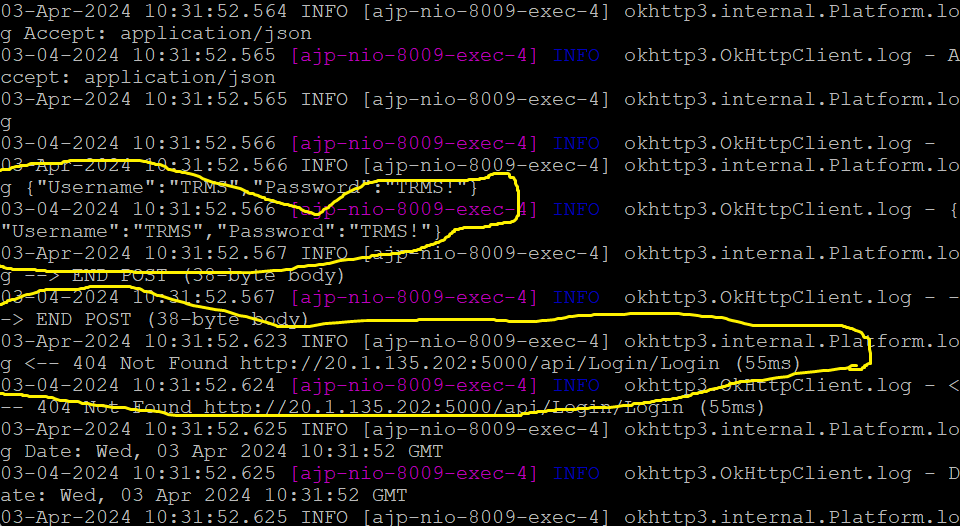 03-Apr-2024 10:31:52.564 INFO [ajp-nio-8009-exec-4] okhttp3.internal.Platform.lo
g Accept: application/json
03-04-2024 10:31:52.565 [ajp-nio-8009-exec-4] INFO  okhttp3.OkHttpClient.log - A
ccept: application/json
03-Apr-2024 10:31:52.565 INFO [ajp-nio-8009-exec-4] okhttp3.internal.Platform.lo
g
03-04-2024 10:31:52.566 [ajp-nio-8009-exec-4] INFO  okhttp3.OkHttpClient.log -
03-Apr-2024 10:31:52.566 INFO [ajp-nio-8009-exec-4] okhttp3.internal.Platform.lo
g {"Username":"TRMS","Password":"TRMS!"}
03-04-2024 10:31:52.566 [ajp-nio-8009-exec-4] INFO  okhttp3.OkHttpClient.log - {
"Username":"TRMS","Password":"TRMS!"}
03-Apr-2024 10:31:52.567 INFO [ajp-nio-8009-exec-4] okhttp3.internal.Platform.lo
g --> END POST (38-byte body)
03-04-2024 10:31:52.567 [ajp-nio-8009-exec-4] INFO  okhttp3.OkHttpClient.log - -
-> END POST (38-byte body)
03-Apr-2024 10:31:52.623 INFO [ajp-nio-8009-exec-4] okhttp3.internal.Platform.lo
g <-- 404 Not Found http://20.1.135.202:5000/api/Login/Login (55ms)
03-04-2024 10:31:52.624 [ajp-nio-8009-exec-4] INFO  okhttp3.OkHttpClient.log - <
-- 404 Not Found http://20.1.135.202:5000/api/Login/Login (55ms)
03-Apr-2024 10:31:52.625 INFO [ajp-nio-8009-exec-4] okhttp3.internal.Platform.lo
g Date: Wed, 03 Apr 2024 10:31:52 GMT
03-04-2024 10:31:52.625 [ajp-nio-8009-exec-4] INFO  okhttp3.OkHttpClient.log - D
ate: Wed, 03 Apr 2024 10:31:52 GMT
03-Apr-2024 10:31:52.625 INFO [ajp-nio-8009-exec-4] okhttp3.internal.Platform.lo